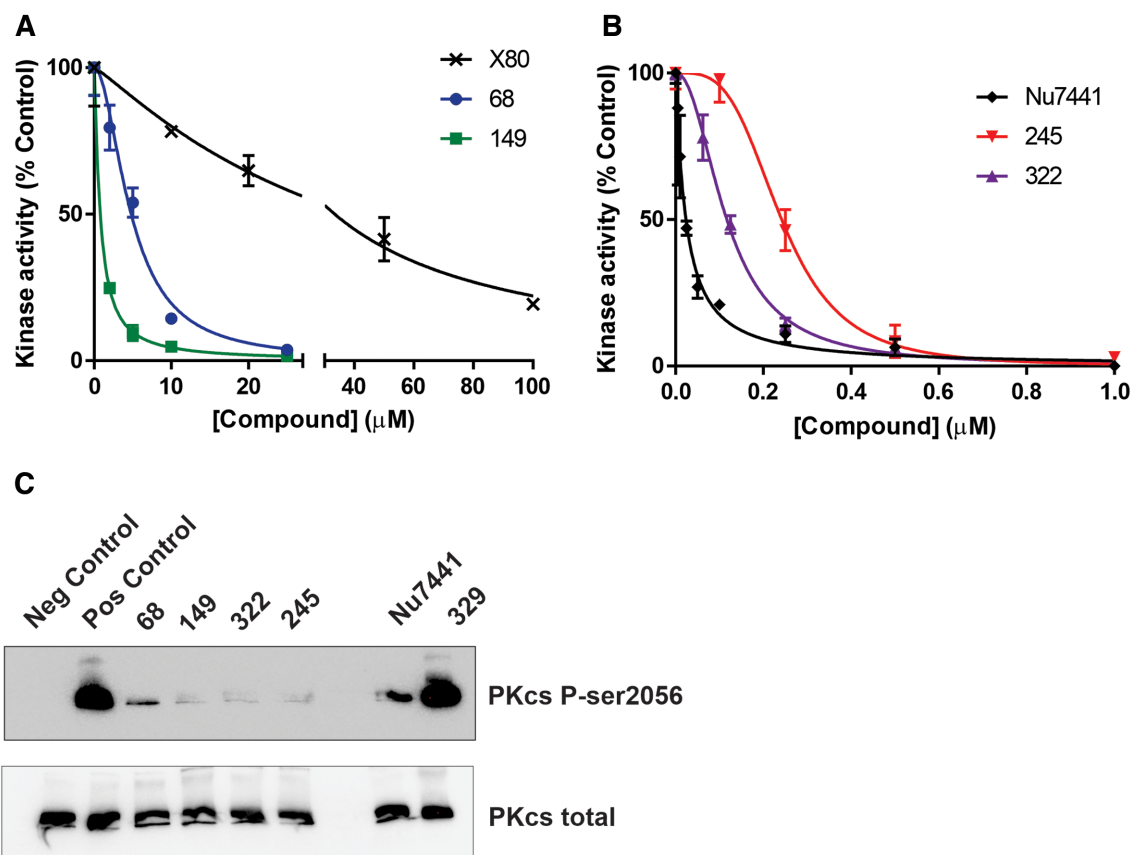 A
Kinase activity (% Control)
100
50
0
0
10
20
40
60
80
100
[Compound] (μM)
X80
68
149
B
Kinase activity (% Control)
100
50
0
0.0
0.2
0.4
0.6
0.8
1.0
[Compound] (μM)
Nu7441
245
322
C
Neg Control
Pos Control
68
149
322
245
Nu7441
329
PKcs P-ser2056
PKcs total